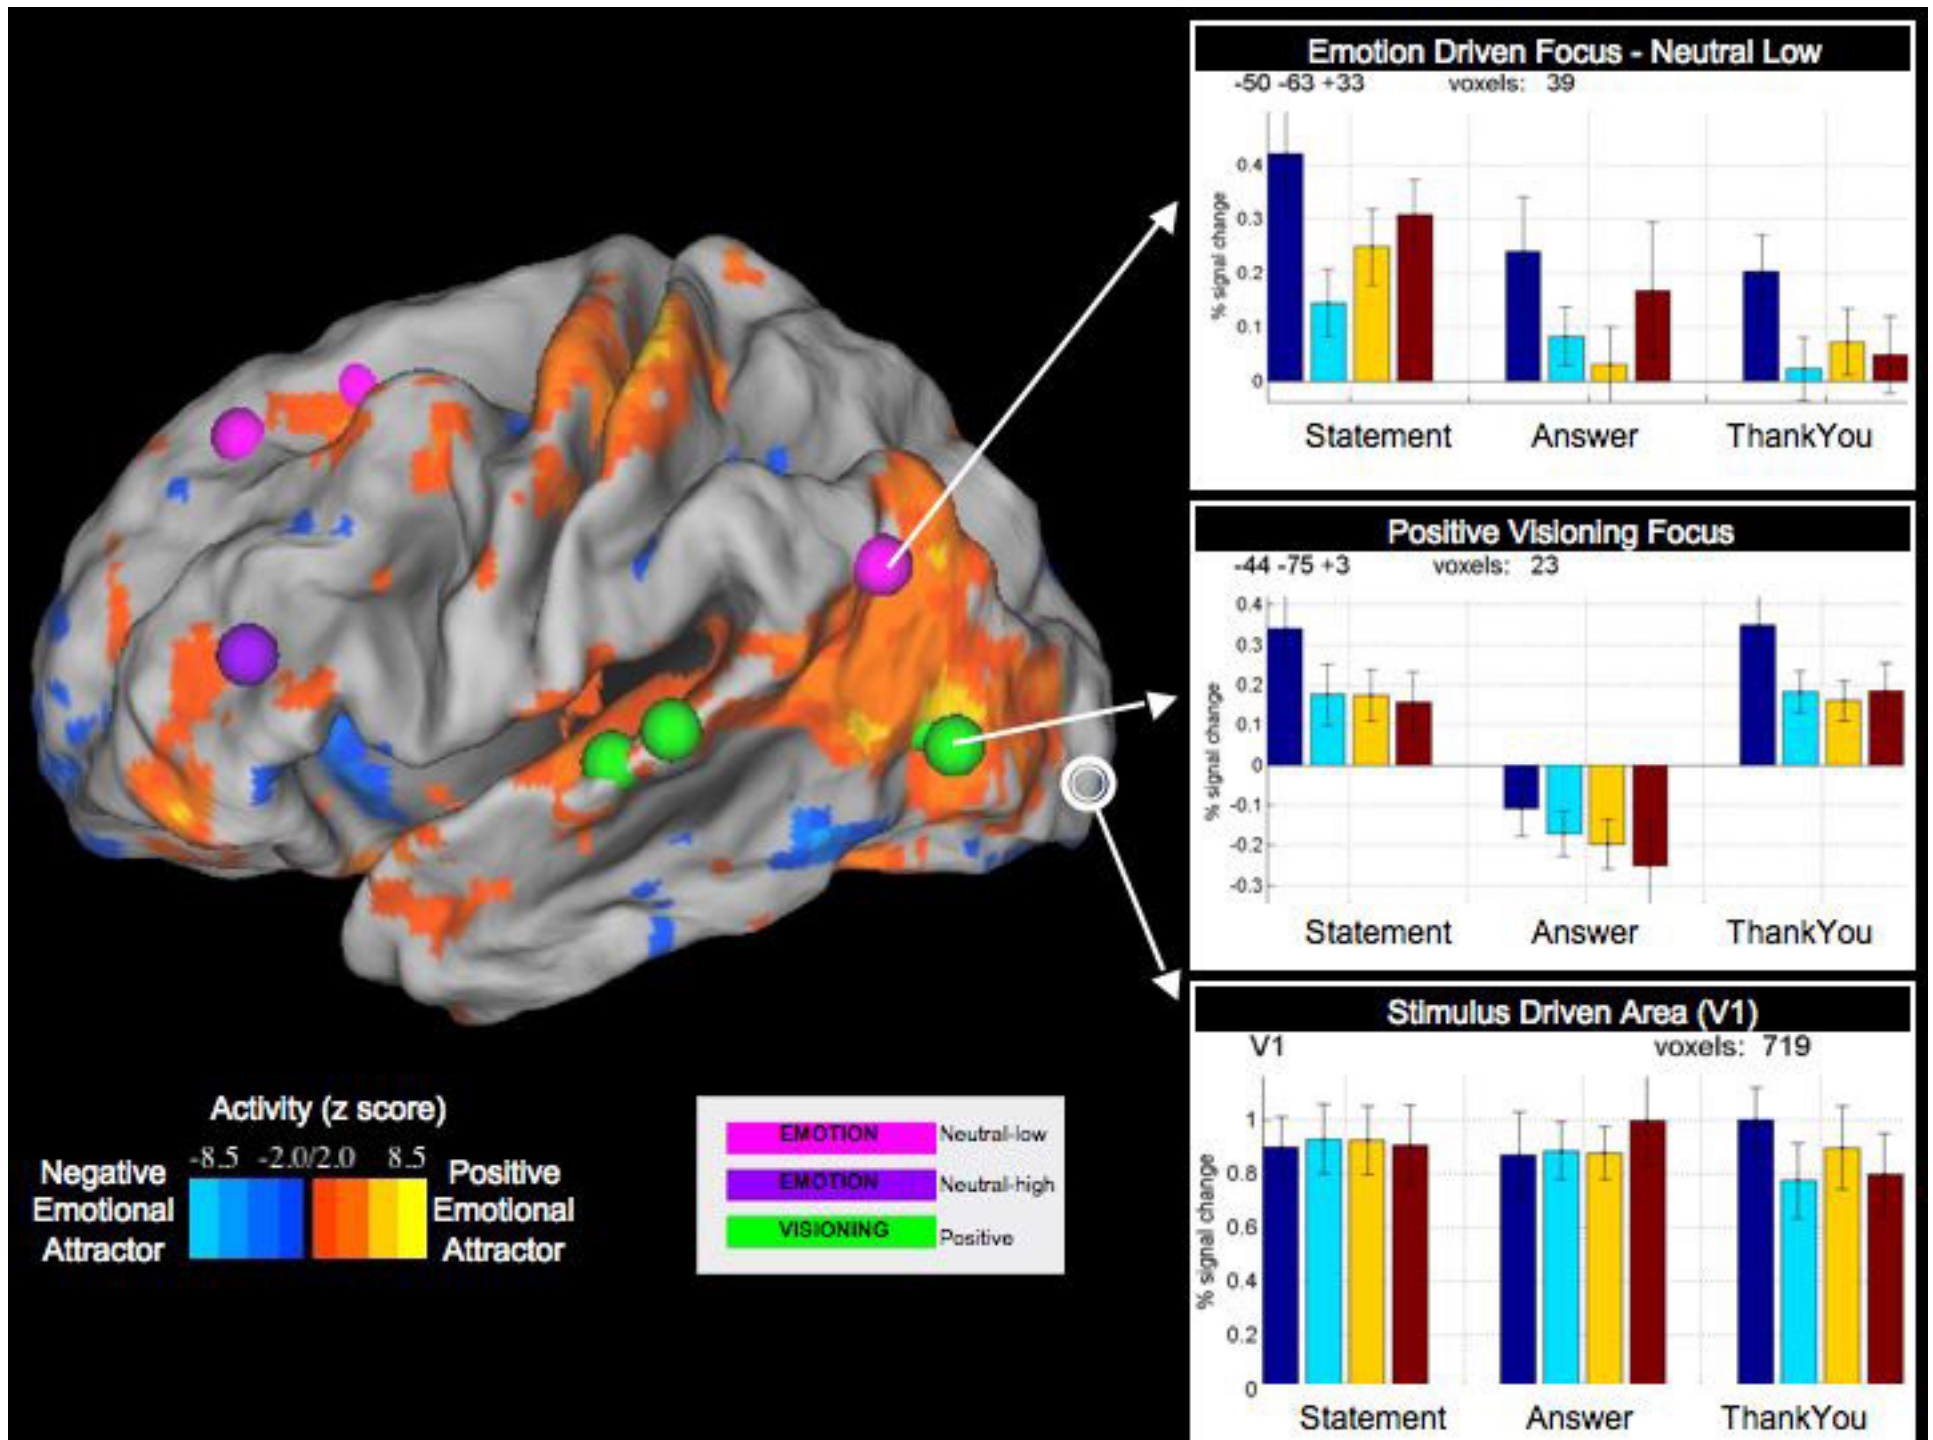 Emotion Driven Focus - Neutral Low
-50 -63 +33 voxels: 39
% signal change
0.4
0.3
0.2
0.1
0
Statement Answer ThankYou
Positive Visioning Focus
-44 -75 +3 voxels: 23
% signal change
0.4
0.3
0.2
0.1
0
-0.1
-0.2
-0.3
Statement Answer ThankYou
Stimulus Driven Area (V1)
V1 voxels: 719
% signal change
1
0.8
0.6
0.4
0.2
0
Statement Answer ThankYou
Activity (z score)
-8.5 -2.0/2.0 8.5
Negative
Emotional
Attractor
Positive
Emotional
Attractor
EMOTION Neutral-low
EMOTION Neutral-high
VISIONING Positive